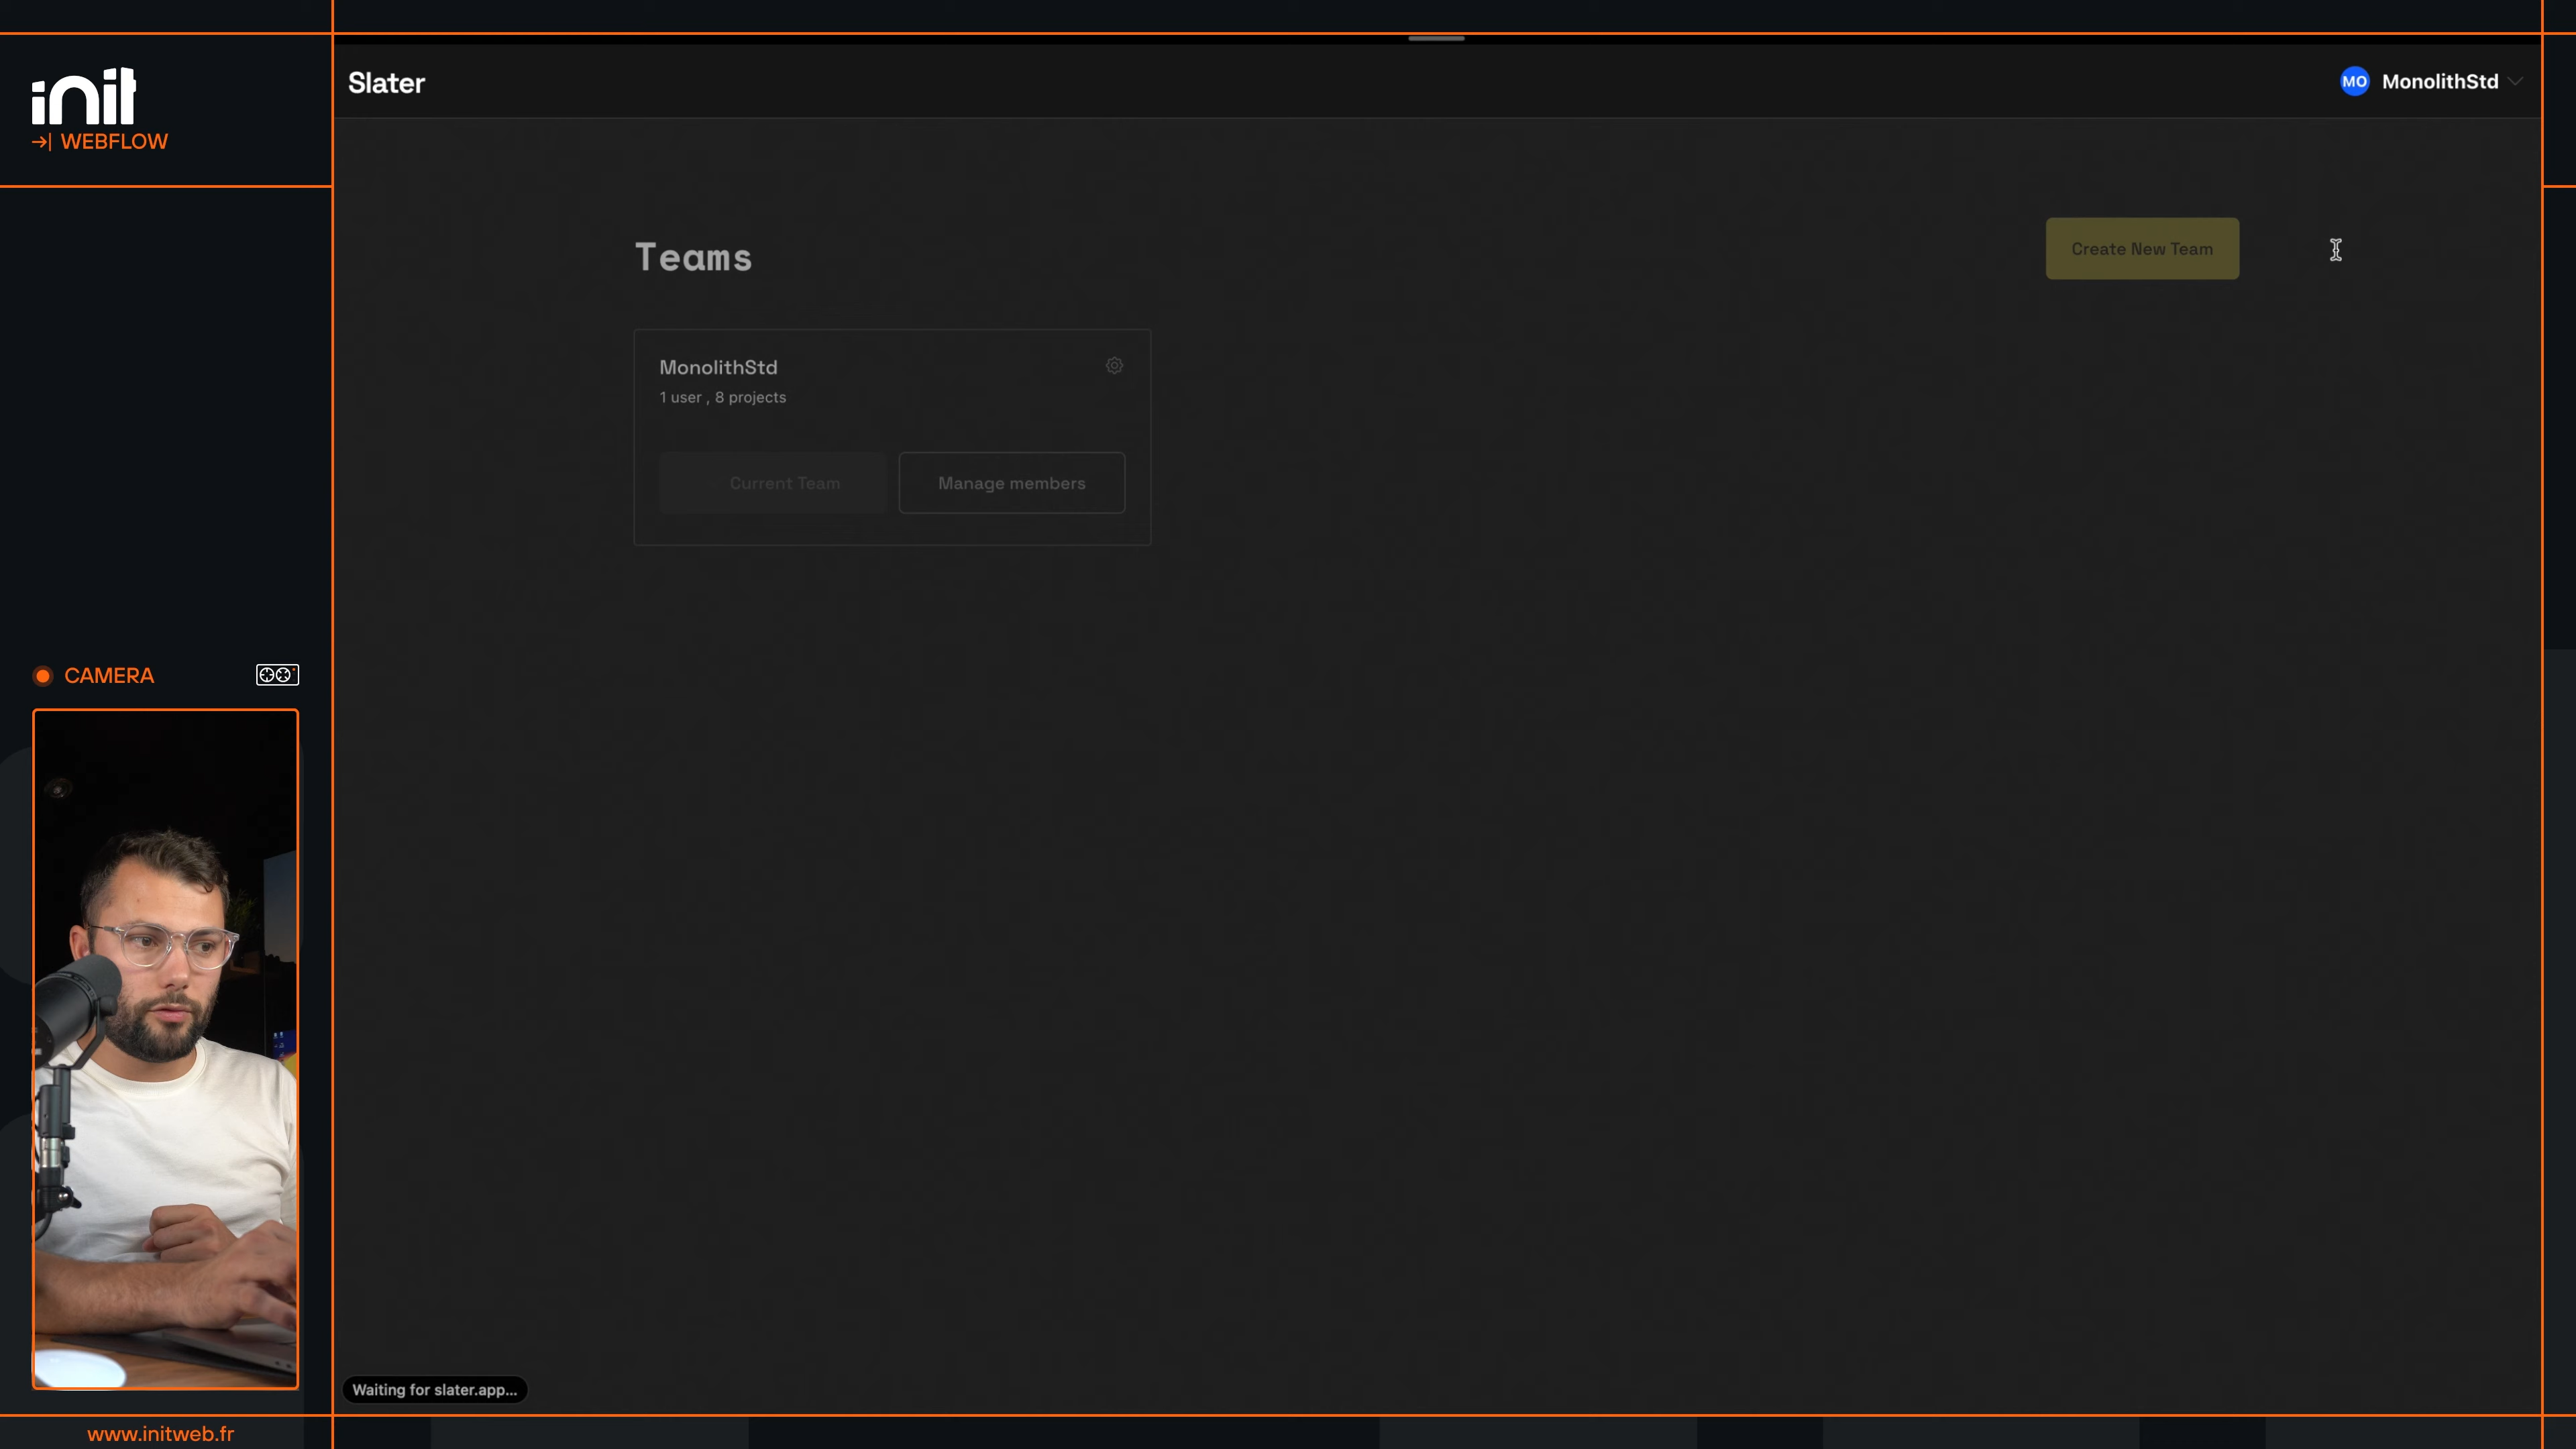 init
WEBFLOW
Slater
MO MonolithStd
Teams
Create New Team
MonolithStd
1 user , 8 projects
Current Team
Manage members
CAMERA
Waiting for slater.app...
www.initweb.fr